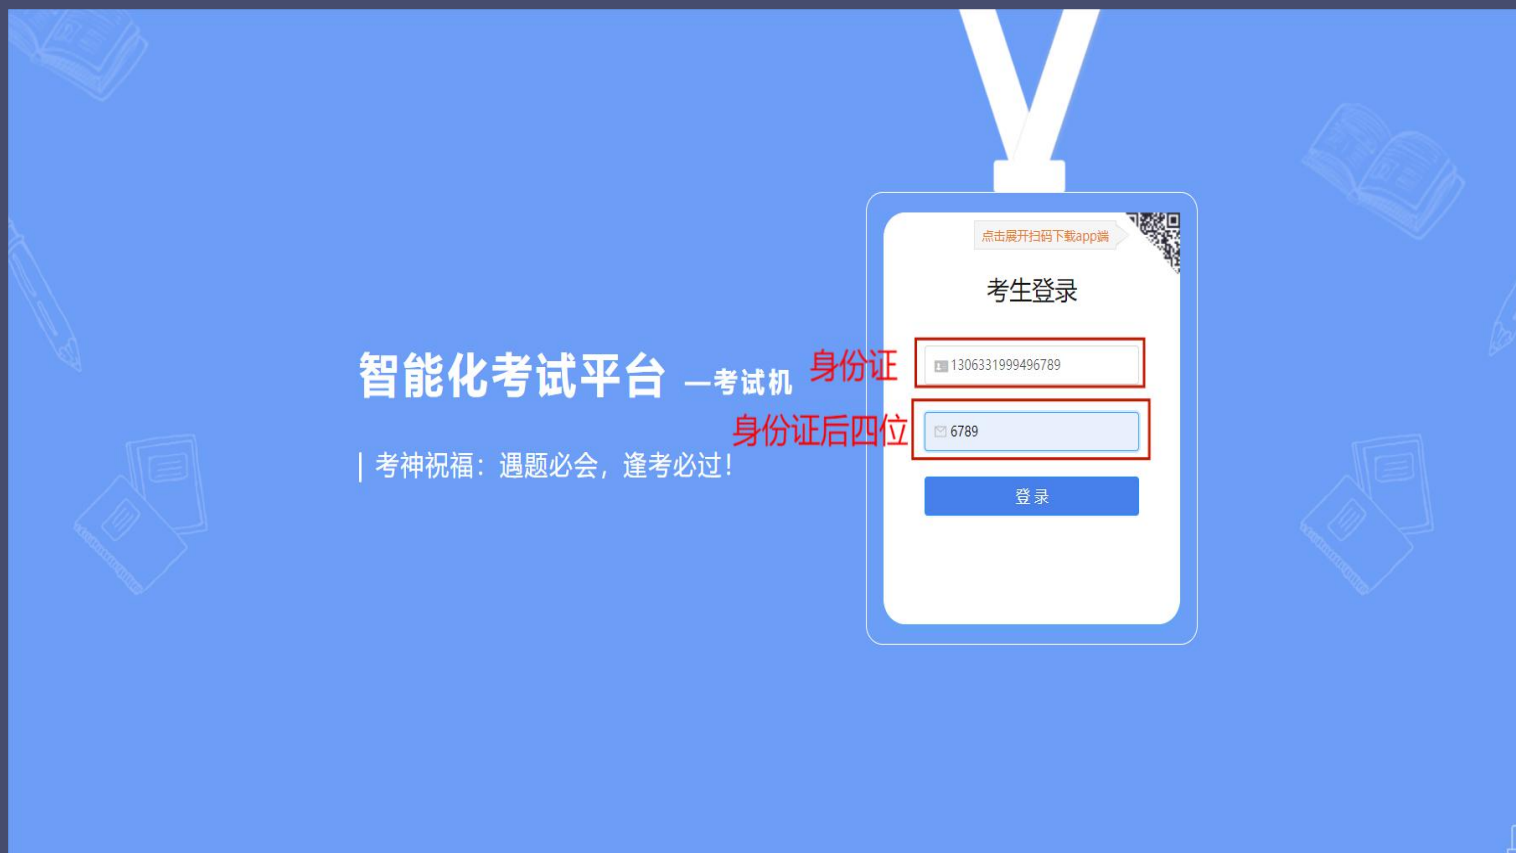 点击展开扫码下载app端
考生登录
身份证
1306331999496789
智能化考试平台 —考试机
身份证后四位
6789
考神祝福：遇题必会，逢考必过！
登 录